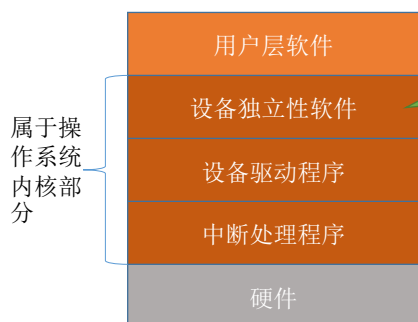 用户层软件
设备独立性软件
属于操
作系统
内核部
分
设备驱动程序
中断处理程序
硬件